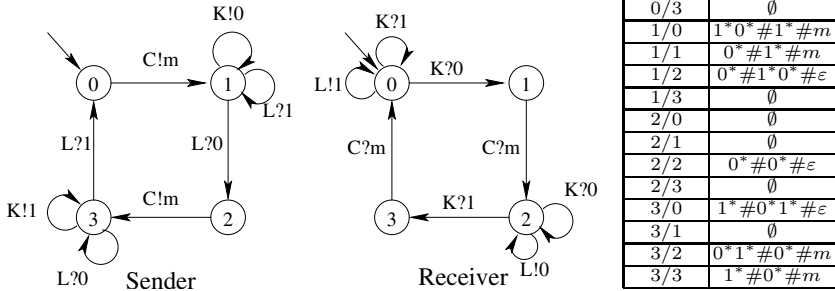 K!0
C!m
0
1
L?1
L?1
L?0
K!1
3
C!m
2
L?0
Sender
K?1
L!1
0
K?0
1
C?m
C?m
K?0
3
K?1
2
L!0
Receiver
0/3 ∅
1/0 1*0*#1*#m
1/1 0*#1*#m
1/2 0*#1*0*#ε
1/3 ∅
2/0 ∅
2/1 ∅
2/2 0*#0*#ε
2/3 ∅
3/0 1*#0*1*#ε
3/1 ∅
3/2 0*1*#0*#m
3/3 1*#0*#m